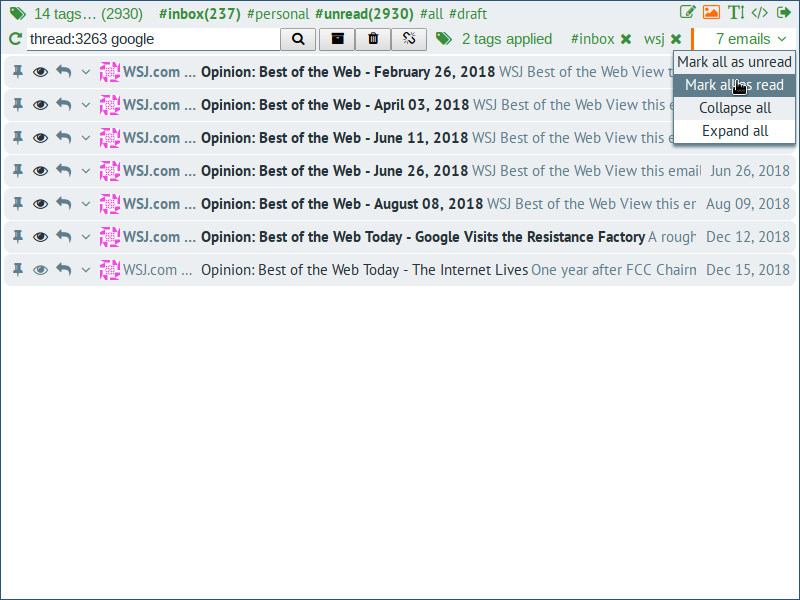 14 tags... (2930) #inbox(237) #personal #unread(2930) #all #draft
thread:3263 google 2 tags applied #inbox wsj 7 emails
Mark all as unread
Mark all as read
Collapse all
Expand all
WSJ.com ... Opinion: Best of the Web - February 26, 2018 WSJ Best of the Web View
WSJ.com ... Opinion: Best of the Web - April 03, 2018 WSJ Best of the Web View this e
WSJ.com ... Opinion: Best of the Web - June 11, 2018 WSJ Best of the Web View this e
WSJ.com ... Opinion: Best of the Web - June 26, 2018 WSJ Best of the Web View this email Jun 26, 2018
WSJ.com ... Opinion: Best of the Web - August 08, 2018 WSJ Best of the Web View this er Aug 09, 2018
WSJ.com ... Opinion: Best of the Web Today - Google Visits the Resistance Factory A rough Dec 12, 2018
WSJ.com ... Opinion: Best of the Web Today - The Internet Lives One year after FCC Chairn Dec 15, 2018